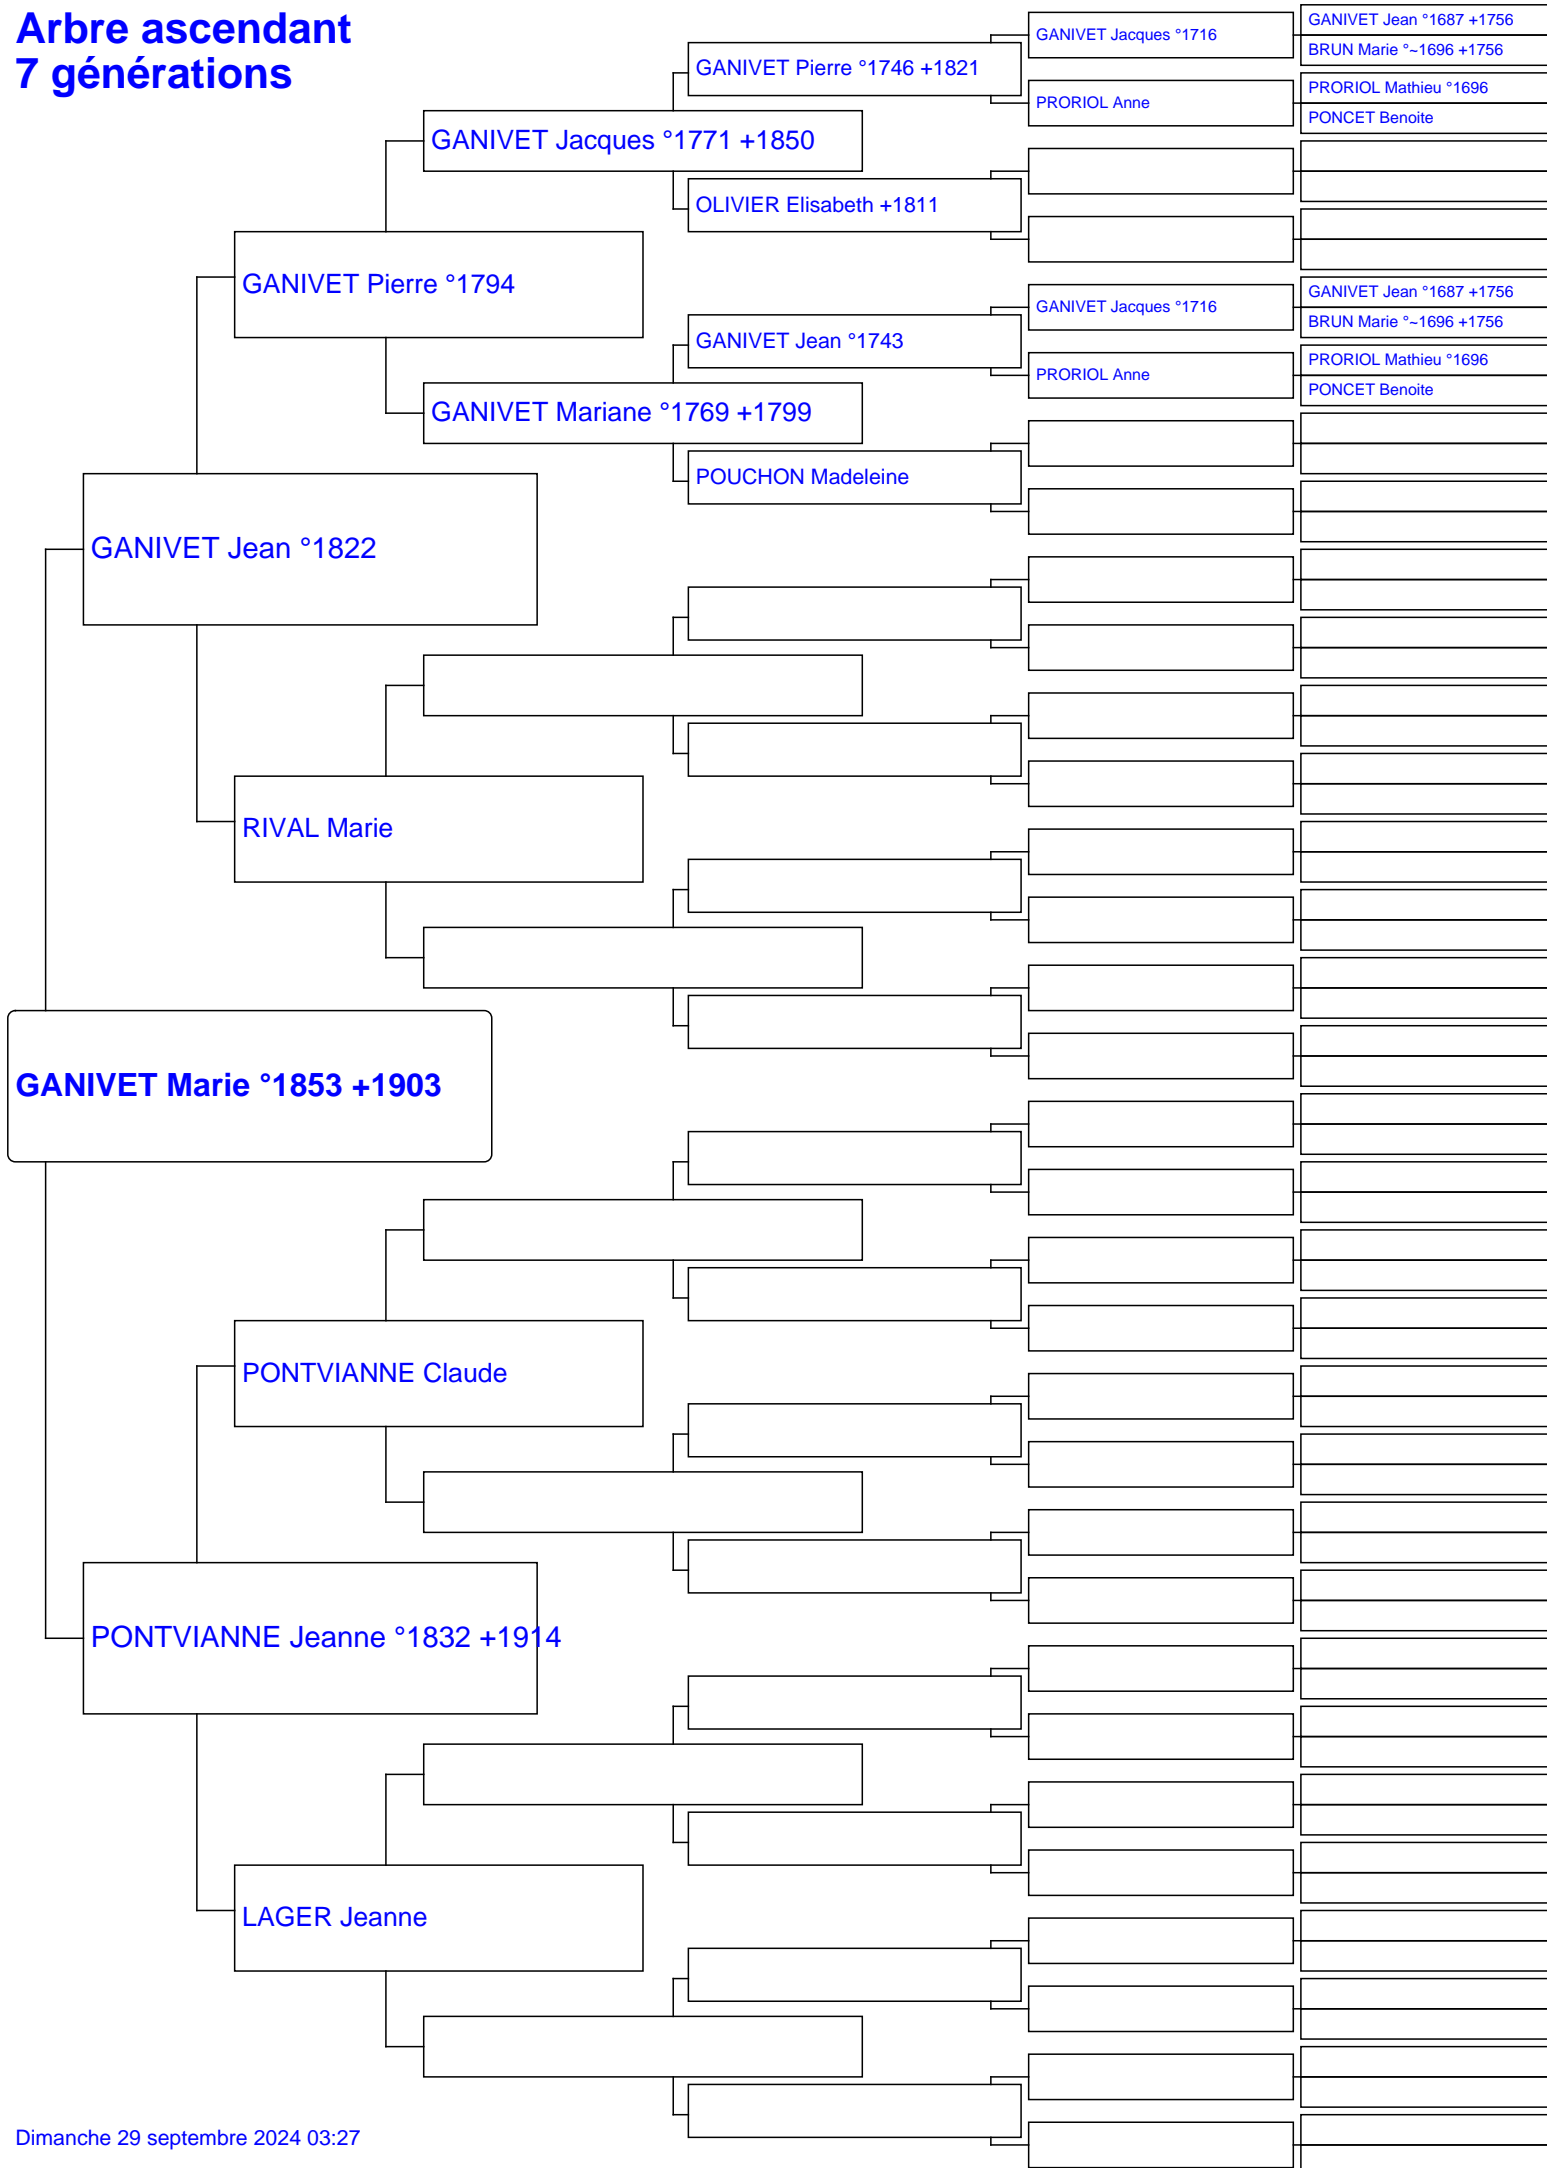 Arbre ascendant
7 générations
GANIVET Jean °1687 +1756
GANIVET Jacques °1716
BRUN Marie °~1696 +1756
GANIVET Pierre °1746 +1821
PRORIOL Mathieu °1696
PRORIOL Anne
PONCET Benoite
GANIVET Jacques °1771 +1850
OLIVIER Elisabeth +1811
GANIVET Pierre °1794
GANIVET Jean °1687 +1756
GANIVET Jacques °1716
BRUN Marie °~1696 +1756
GANIVET Jean °1743
PRORIOL Mathieu °1696
PRORIOL Anne
PONCET Benoite
GANIVET Mariane °1769 +1799
POUCHON Madeleine
GANIVET Jean °1822
RIVAL Marie
GANIVET Marie °1853 +1903
PONTVIANNE Claude
PONTVIANNE Jeanne °1832 +1914
LAGER Jeanne
Dimanche 29 septembre 2024 03:27